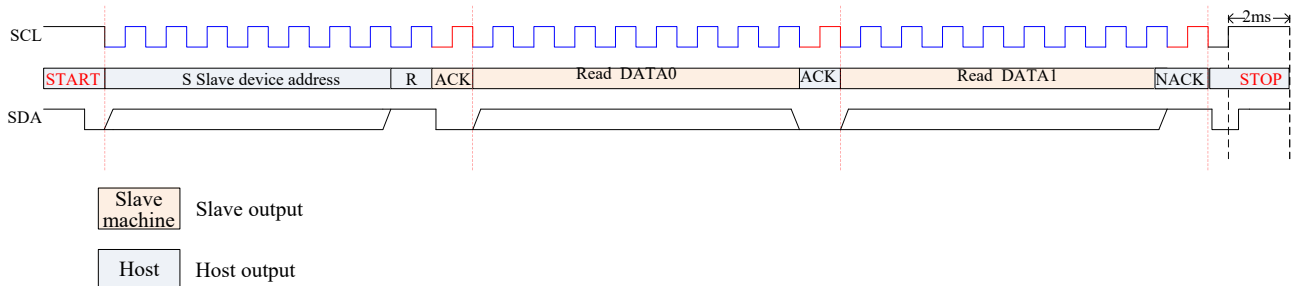 2ms
SCL
START S Slave device address R ACK Read DATA0 ACK Read DATA1 NACK STOP
SDA
Slave
machine
Slave output
Host
Host output